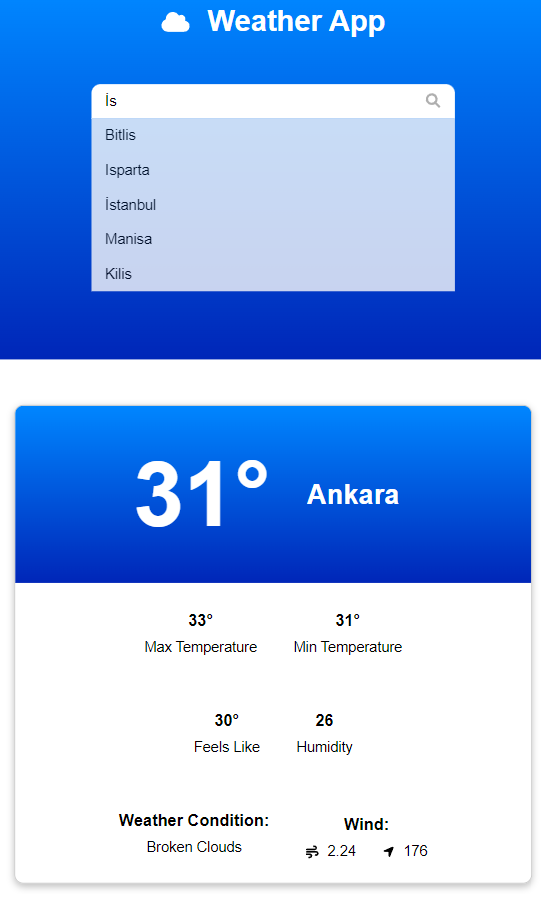 Weather App
İs
Bitlis
Isparta
İstanbul
Manisa
Kilis
31° Ankara
33° 31°
Max Temperature Min Temperature
30° 26
Feels Like Humidity
Weather Condition: Wind:
Broken Clouds 2.24 176